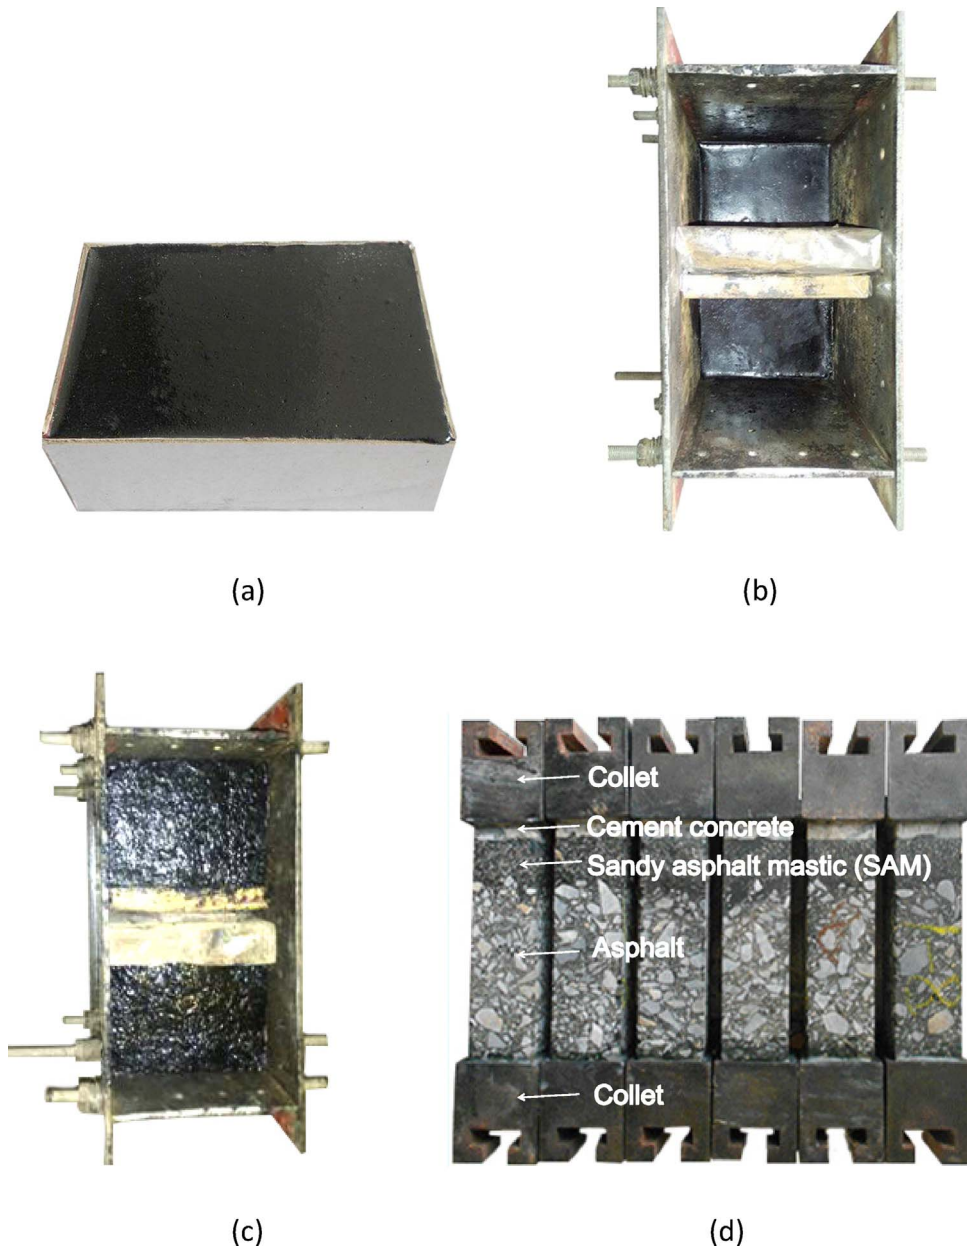 (a)
(b)
Collet
Cement concrete
Sandy asphalt mastic (SAM)
Asphalt
Collet
(c)
(d)